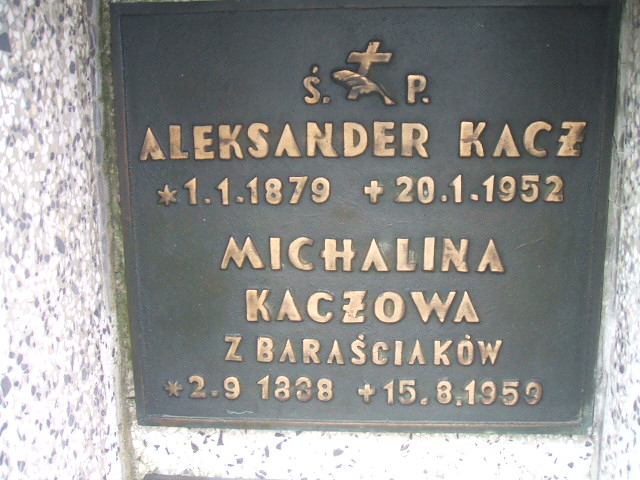 Ś. P.
ALEKSANDER KACZ
*1.1.1879 +20.1.1952
MICHALINA
KACZOWA
Z BARAŚCIAKÓW
*2.9 1888 +15.8.1959